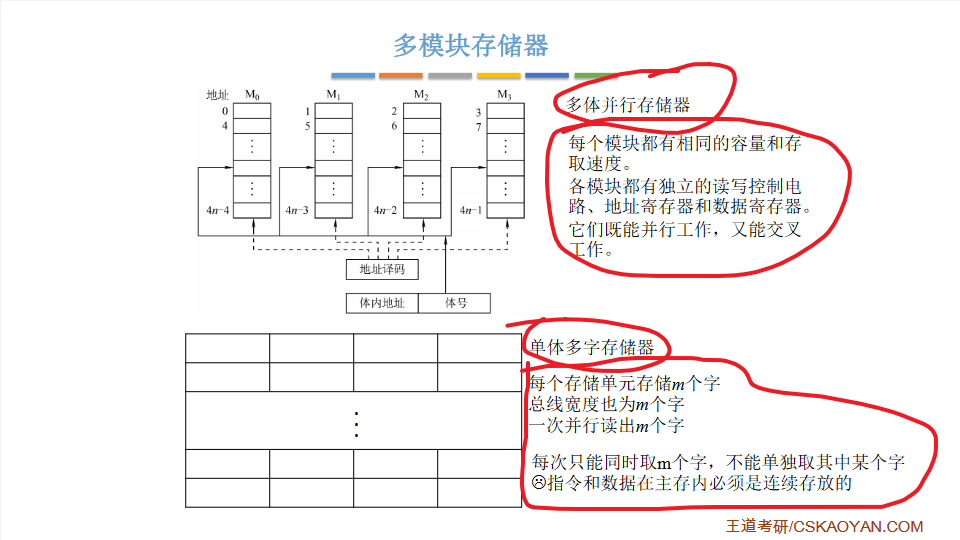 多模块存储器
地址 M0 M1 M2 M3
0 1 2 3
4 5 6 7
⋮ ⋮ ⋮ ⋮
⋮ ⋮ ⋮ ⋮
4n-4 4n-3 4n-2 4n-1
地址译码
体内地址 体号
多体并行存储器
每个模块都有相同的容量和存
取速度。
各模块都有独立的读写控制电
路、地址寄存器和数据寄存器。
它们既能并行工作，又能交叉
工作。
⋮
单体多字存储器
每个存储单元存储m个字
总线宽度也为m个字
一次并行读出m个字
每次只能同时取m个字，不能单独取其中某个字
☹指令和数据在主存内必须是连续存放的
王道考研/CSKAOYAN.COM